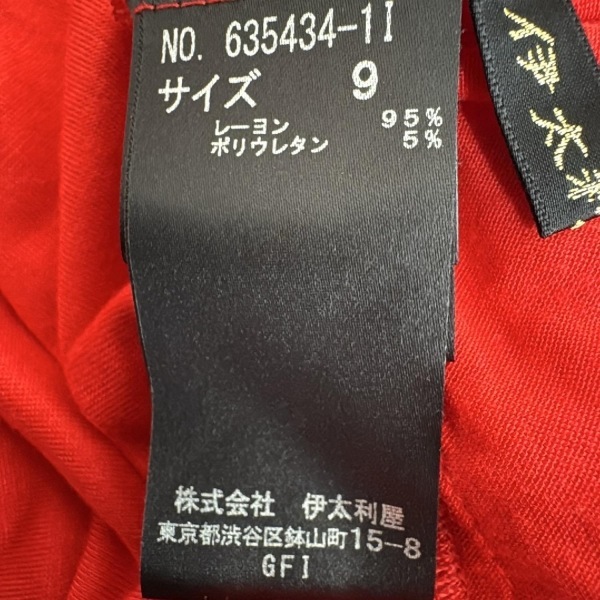 NO. 635434-1I
サイズ 9
レーヨン 95%
ポリウレタン 5%
株式会社 伊太利屋
東京都渋谷区鉢山町15-8
GFI